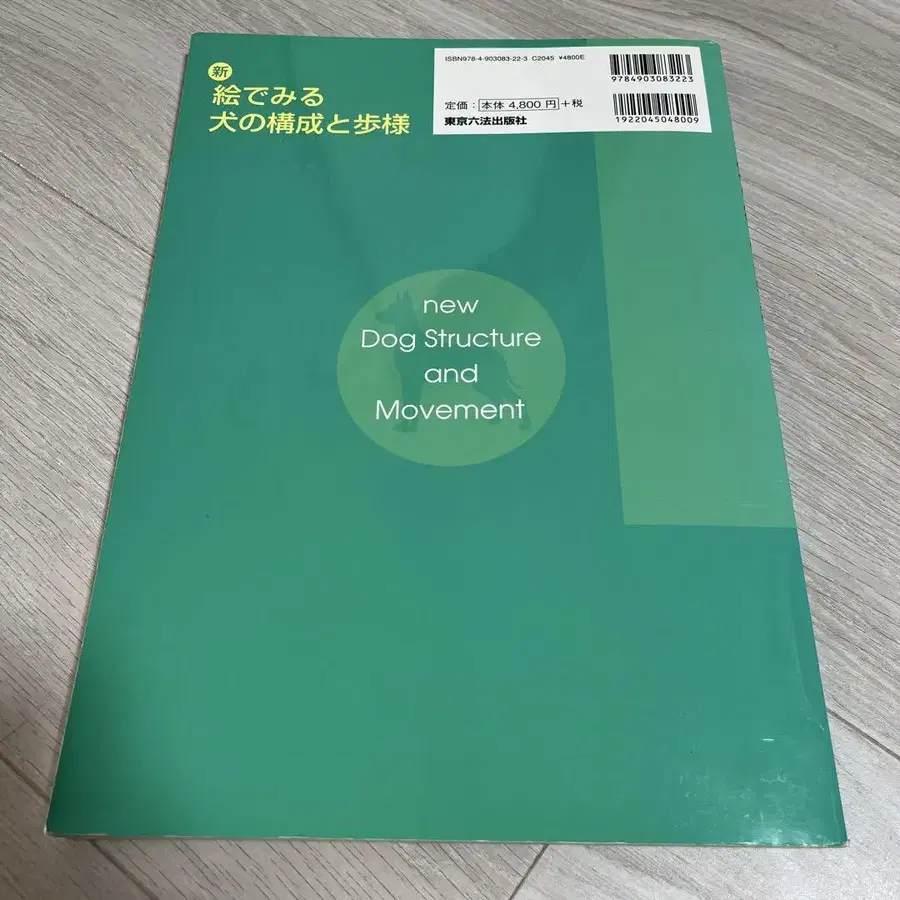 新
絵でみる
犬の構成と歩様
ISBN978-4-903083-22-3 C2045 ¥4800E
定価：本体 4,800 円＋税
東京六法出版社
9784903083223
1922045048009
new
Dog Structure
and
Movement